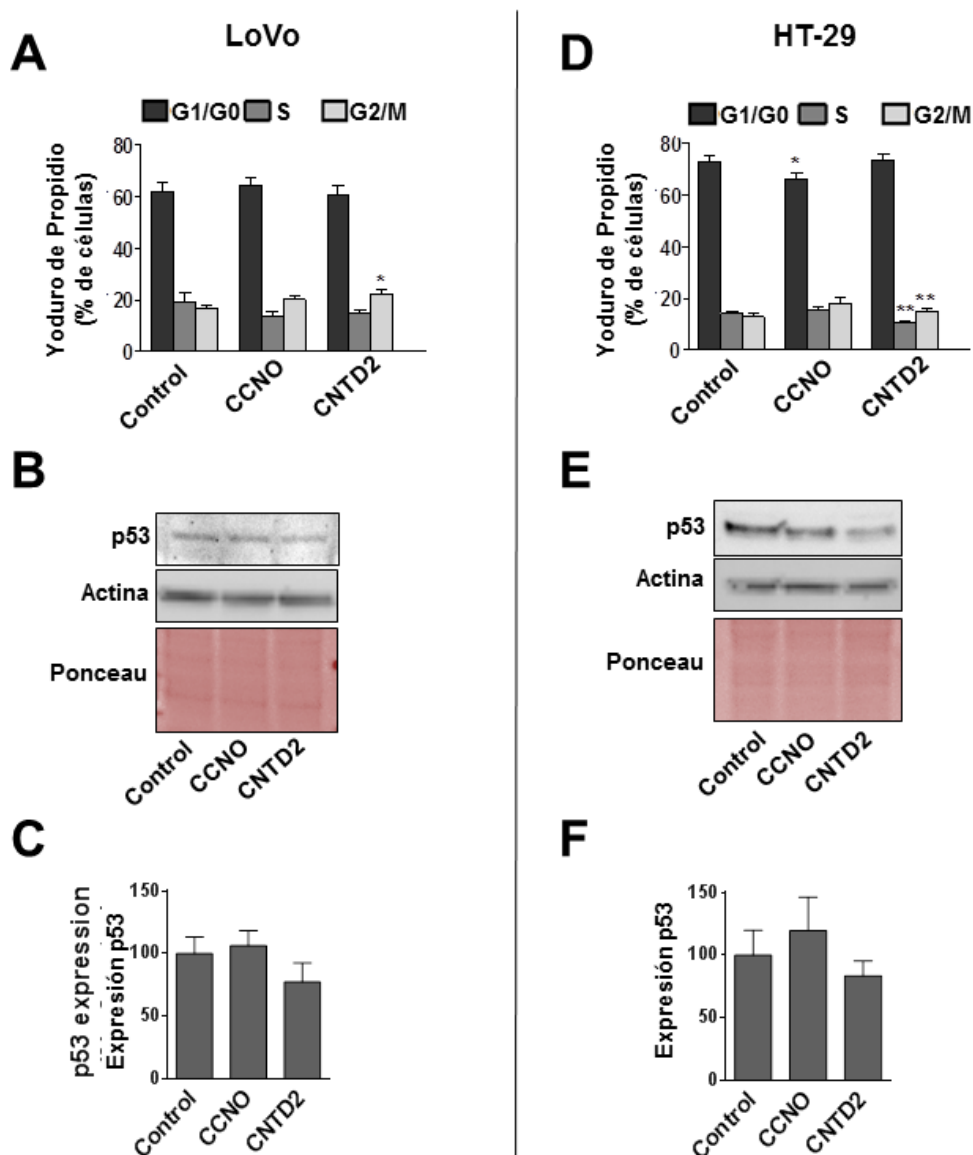 LoVo
A
G1/G0 S G2/M
Yoduro de Propidio
(% de células)
80
60
40
20
0
*
Control
CCNO
CNTD2
B
p53
Actina
Ponceau
Control
CCNO
CNTD2
C
p53 expression
Expresión p53
150
100
50
0
Control
CCNO
CNTD2
HT-29
D
G1/G0 S G2/M
Yoduro de Propidio
(% de células)
80
60
40
20
0
*
**
**
Control
CCNO
CNTD2
E
p53
Actina
Ponceau
Control
CCNO
CNTD2
F
Expresión p53
150
100
50
0
Control
CCNO
CNTD2